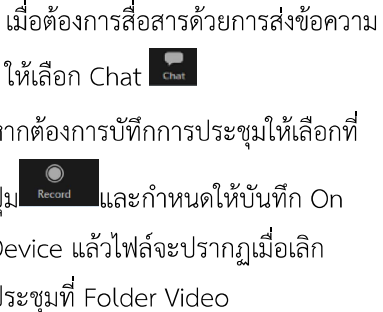 เมื่อต้องการสื่อสารด้วยการส่งข้อความ
ให้เลือก Chat Chat
หากต้องการบัทึกการประชุมให้เลือกที่
ปุ่ม Record และกำหนดให้บันทึก On
Device แล้วไฟล์จะปรากฏเมื่อเลิก
ประชุมที่ Folder Video